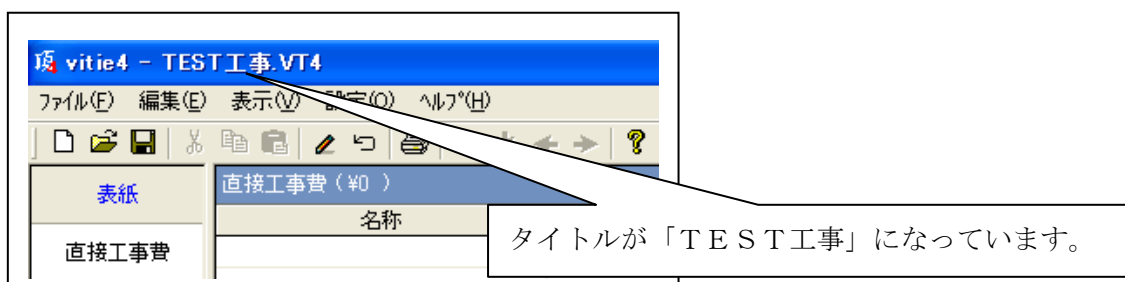 頂 vitie4 - TEST工事.VT4
ファイル(F) 編集(E) 表示(V) 設定(O) ヘルプ(H)
表紙
直接工事費(¥0 )
名称
直接工事費
タイトルが「ＴＥＳＴ工事」になっています。